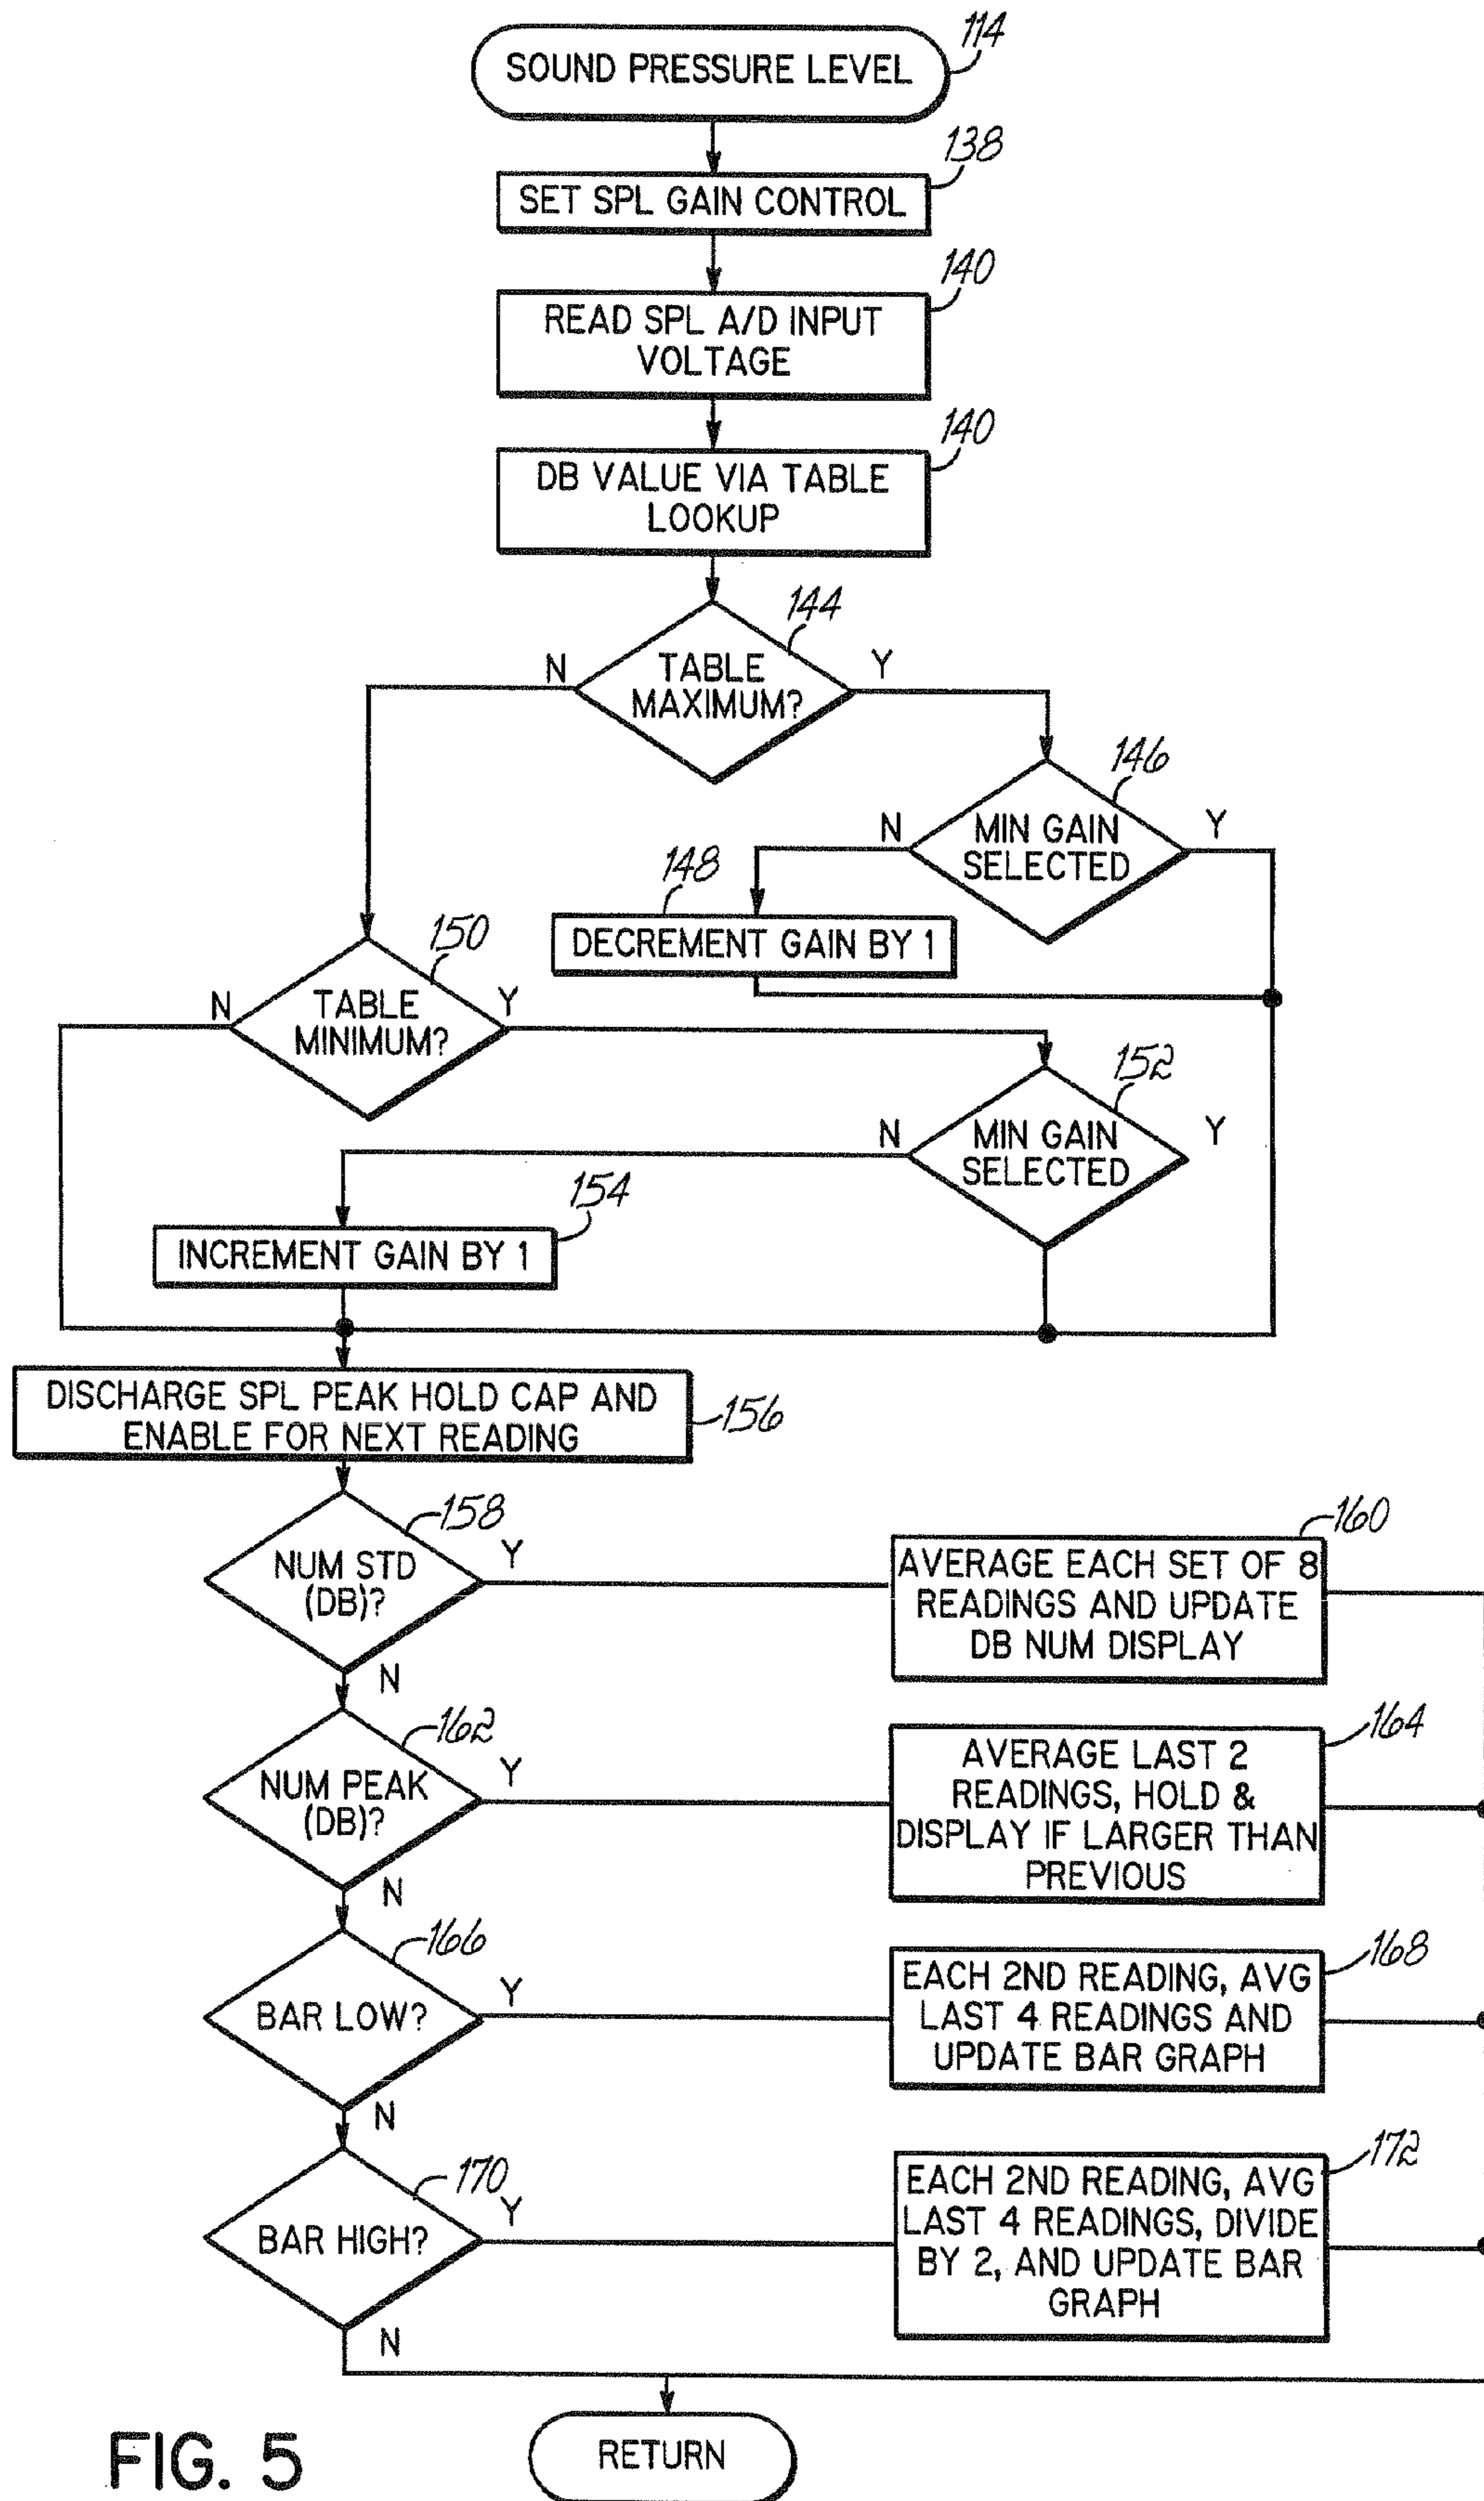 114
SOUND PRESSURE LEVEL
138
SET SPL GAIN CONTROL
140
READ SPL A/D INPUT
VOLTAGE
140
DB VALUE VIA TABLE
LOOKUP
144
N
TABLE
MAXIMUM?
Y
146
N
MIN GAIN
SELECTED
Y
148
DECREMENT GAIN BY 1
150
N
TABLE
MINIMUM?
Y
152
N
MIN GAIN
SELECTED
Y
154
INCREMENT GAIN BY 1
DISCHARGE SPL PEAK HOLD CAP AND
ENABLE FOR NEXT READING
156
158
NUM STD
(DB)?
Y
N
160
AVERAGE EACH SET OF 8
READINGS AND UPDATE
DB NUM DISPLAY
162
NUM PEAK
(DB)?
Y
N
164
AVERAGE LAST 2
READINGS, HOLD &
DISPLAY IF LARGER THAN
PREVIOUS
166
BAR LOW?
Y
N
168
EACH 2ND READING, AVG
LAST 4 READINGS AND
UPDATE BAR GRAPH
170
BAR HIGH?
Y
N
172
EACH 2ND READING, AVG
LAST 4 READINGS, DIVIDE
BY 2, AND UPDATE BAR
GRAPH
RETURN
FIG. 5